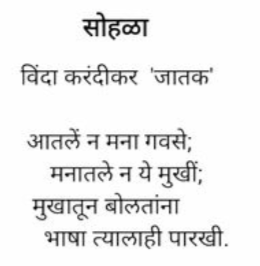 सोहळा
विंदा करंदीकर 'जातक'
आतलें न मना गवसे;
मनातले न ये मुखीं;
मुखातून बोलतांना
भाषा त्यालाही पारखी.